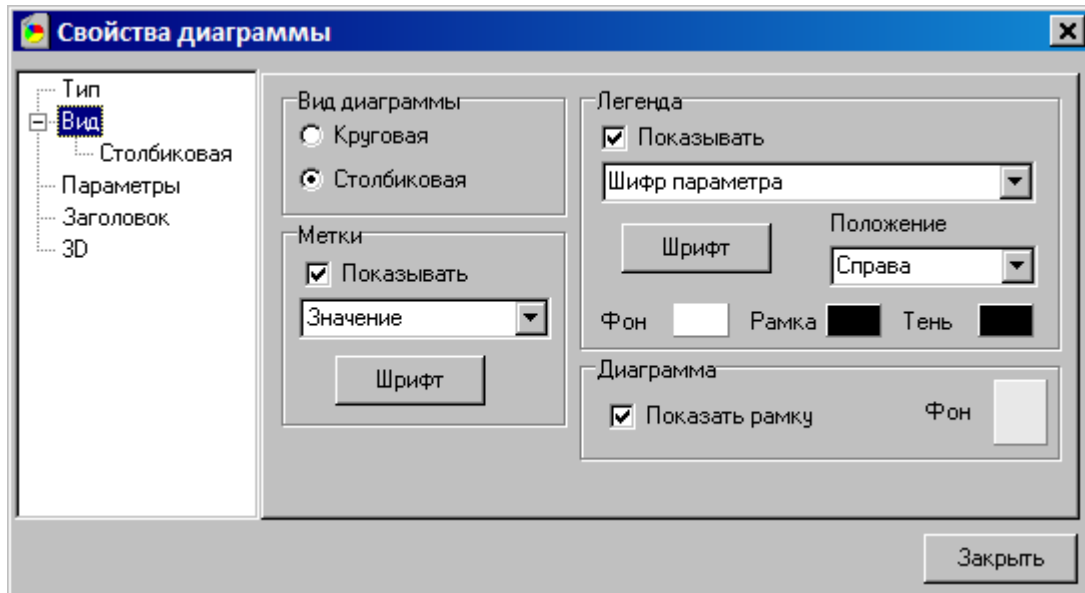 Свойства диаграммы
Тип
Вид
Столбиковая
Параметры
Заголовок
3D
Вид диаграммы
Круговая
Столбиковая
Метки
Показывать
Значение
Шрифт
Легенда
Показывать
Шифр параметра
Шрифт
Положение
Справа
Фон Рамка Тень
Диаграмма
Показать рамку Фон
Закрыть